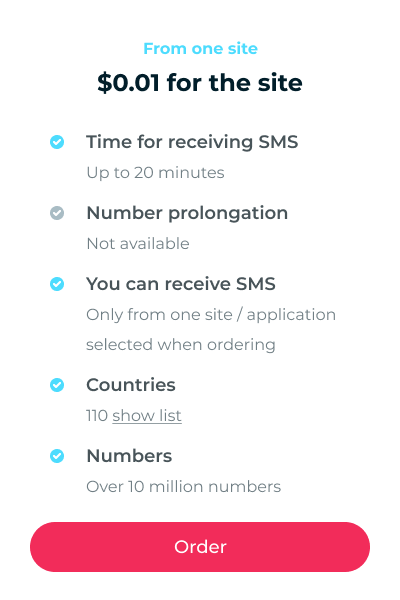 From one site
$0.01 for the site
Time for receiving SMS
Up to 20 minutes
Number prolongation
Not available
You can receive SMS
Only from one site / application
selected when ordering
Countries
110 show list
Numbers
Over 10 million numbers
Order